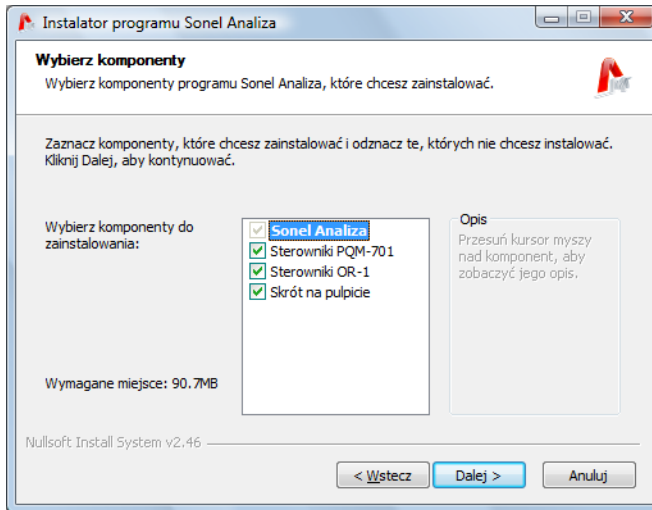 Instalator programu Sonel Analiza
Wybierz komponenty
Wybierz komponenty programu Sonel Analiza, które chcesz zainstalować.
Zaznacz komponenty, które chcesz zainstalować i odznacz te, których nie chcesz instalować.
Kliknij Dalej, aby kontynuować.
Wybierz komponenty do
zainstalowania:
Sonel Analiza
Sterowniki PQM-701
Sterowniki OR-1
Skrót na pulpicie
Opis
Przesuń kursor myszy
nad komponent, aby
zobaczyć jego opis.
Wymagane miejsce: 90.7MB
Nullsoft Install System v2.46
< Wstecz
Dalej >
Anuluj